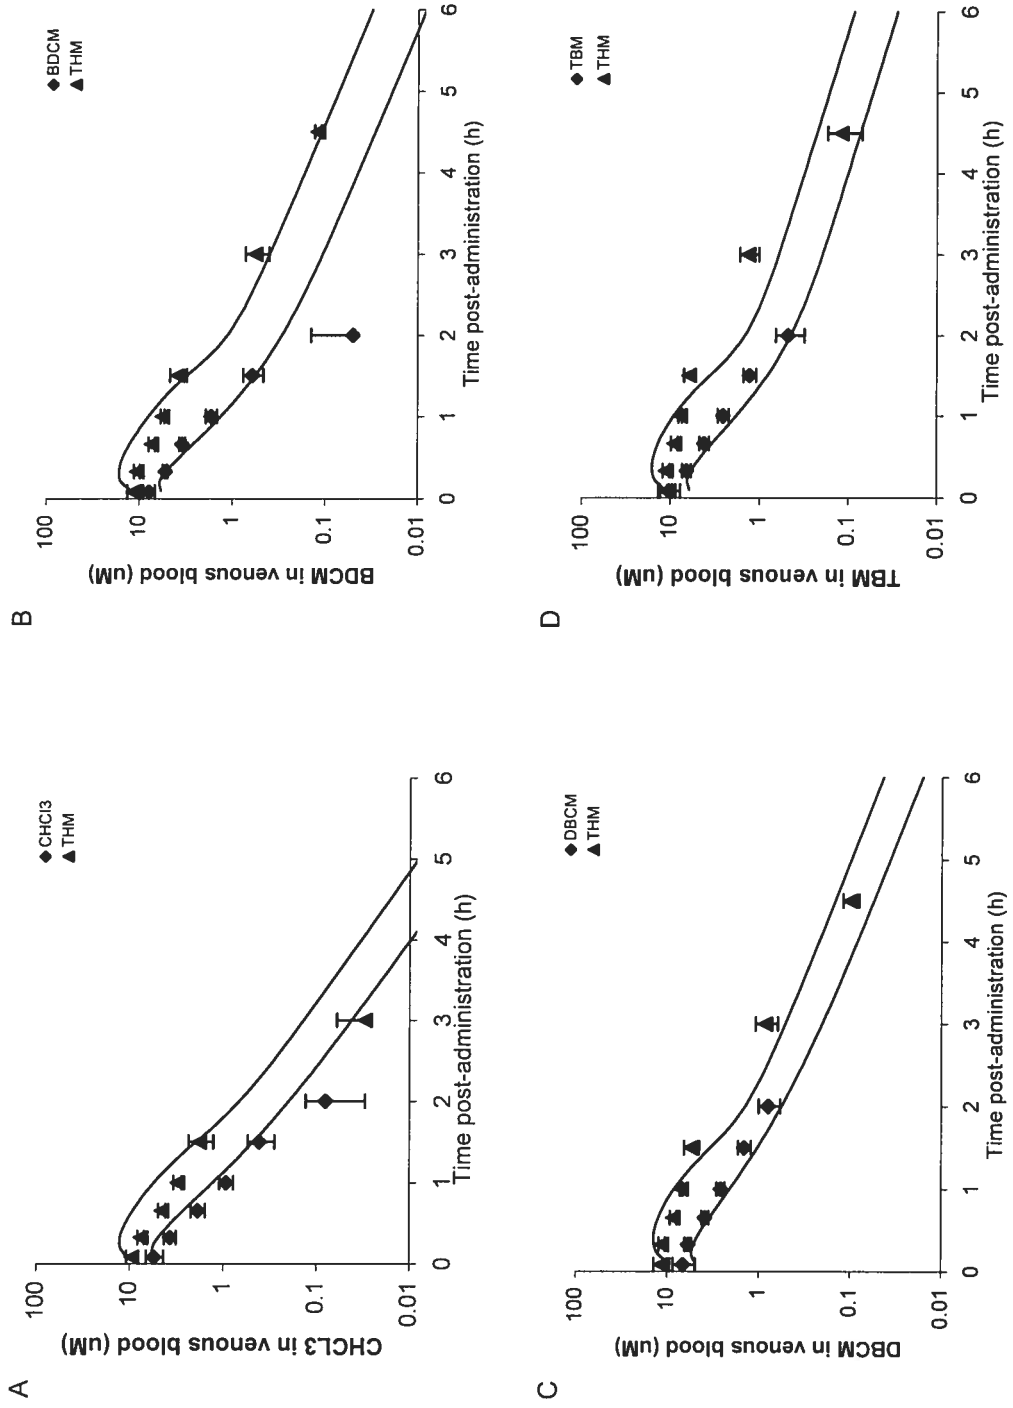 A
CHCL3 in venous blood (uM)
100
10
1
0.1
0.01
0
1
2
3
4
5
6
Time post-administration (h)
CHCl3
THM
B
BDCM in venous blood (uM)
100
10
1
0.1
0.01
0
1
2
3
4
5
6
Time post-administration (h)
BDCM
THM
C
DBCM in venous blood (uM)
100
10
1
0.1
0.01
0
1
2
3
4
5
6
Time post-administration (h)
DBCM
THM
D
TBM in venous blood (uM)
100
10
1
0.1
0.01
0
1
2
3
4
5
6
Time post-administration (h)
TBM
THM